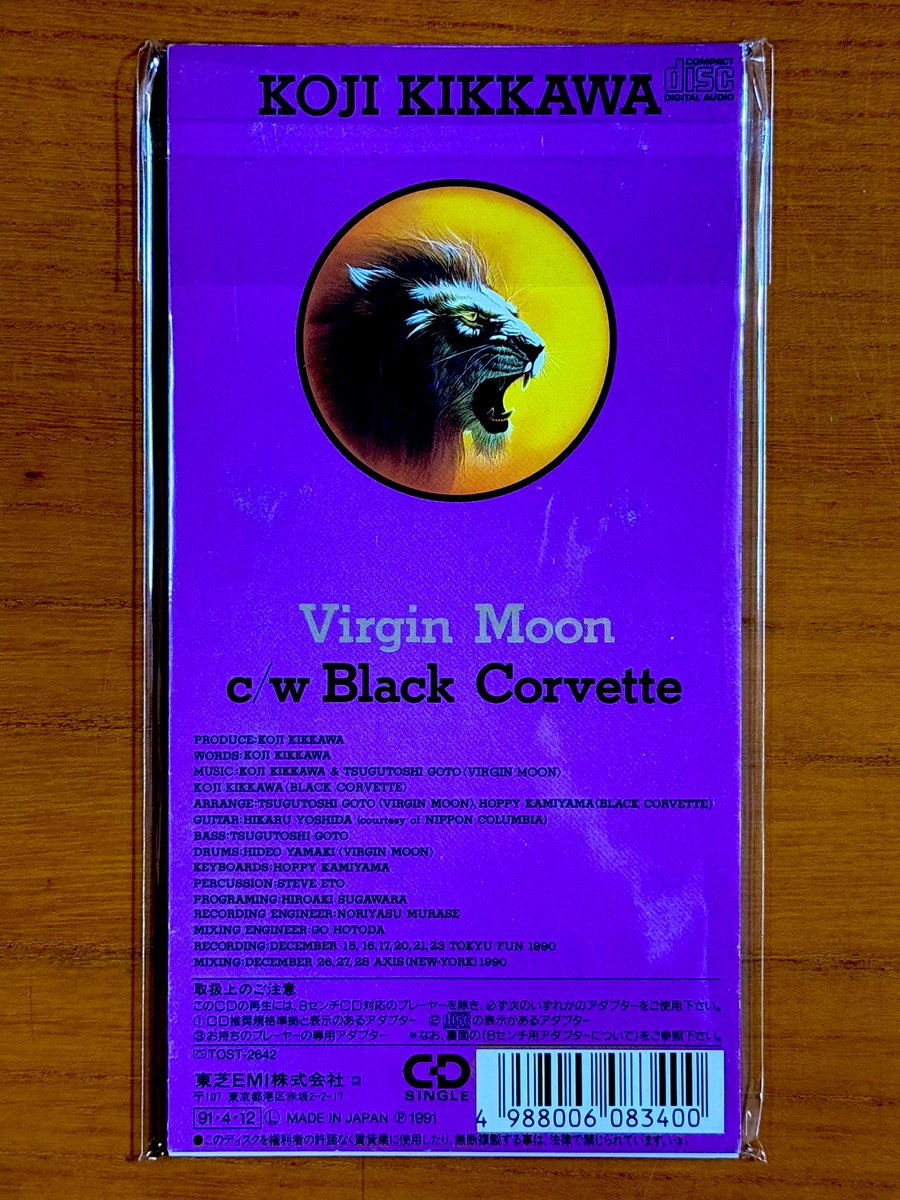 KOJI KIKKAWA
COMPACT
disc
DIGITAL AUDIO
Virgin Moon
c/w Black Corvette
PRODUCE:KOJI KIKKAWA
WORDS:KOJI KIKKAWA
MUSIC:KOJI KIKKAWA & TSUGUTOSHI GOTO (VIRGIN MOON)
KOJI KIKKAWA (BLACK CORVETTE)
ARRANGE:TSUGUTOSHI GOTO (VIRGIN MOON), HOPPY KAMIYAMA (BLACK CORVETTE)
GUITAR:HIKARU YOSHIDA (courtesy of NIPPON COLUMBIA)
BASS:TSUGUTOSHI GOTO
DRUMS:HIDEO YAMAKI (VIRGIN MOON)
KEYBOARDS:HOPPY KAMIYAMA
PERCUSSION:STEVE ETO
PROGRAMING:HIROAKI SUGAWARA
RECORDING ENGINEER:NORIYASU MURASE
MIXING ENGINEER:GO HOTODA
RECORDING:DECEMBER 15, 16, 17, 20, 21, 23 TOKYU FUN 1990
MIXING:DECEMBER 26, 27, 28 AXIS (NEW-YORK) 1990
取扱上のご注意
このCDの再生には、8センチCD対応のプレーヤーを除き、必ず次のいずれかのアダプターをご使用下さい。
①CD推奨規格準拠と表示のあるアダプター ②discの表示があるアダプター
③お持ちのプレーヤーの専用アダプター *なお、裏面の〈8センチ用アダプターについて〉をご参照下さい。
TOST-2642
東芝EMI株式会社
〒107 東京都港区赤坂2-2-17
CD
SINGLE
91・4・12 Ⓛ MADE IN JAPAN ℗1991
4 988006 083400
●このディスクを権利者の許諾なく賃貸業に使用したり、無断複製する事は、法律で禁じられています。